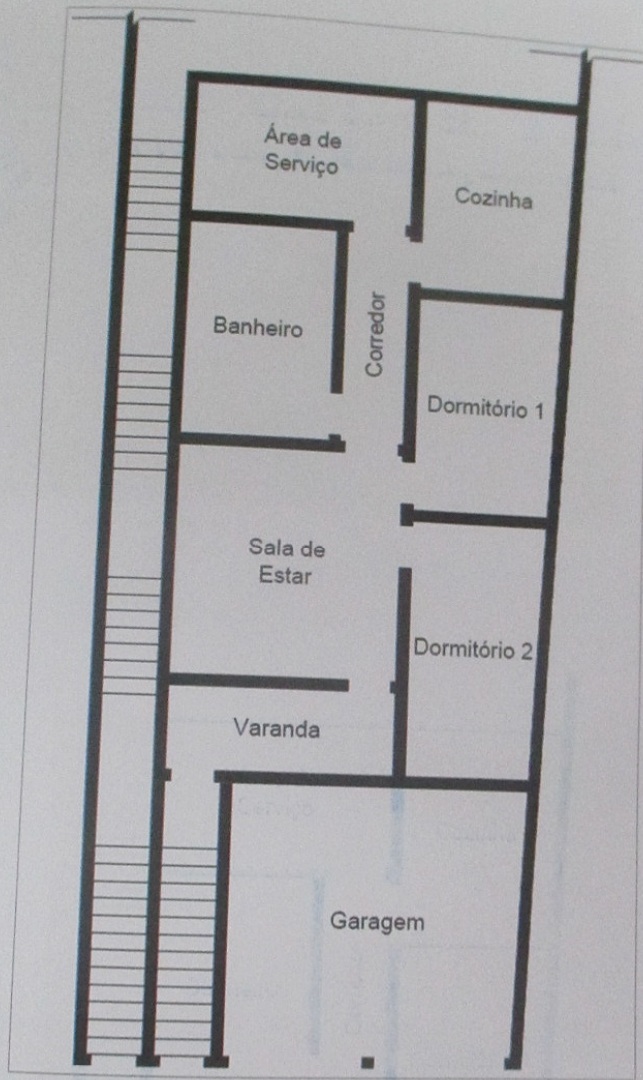 Área de
Serviço
Cozinha
Banheiro
Corredor
Dormitório 1
Sala de
Estar
Dormitório 2
Varanda
Garagem